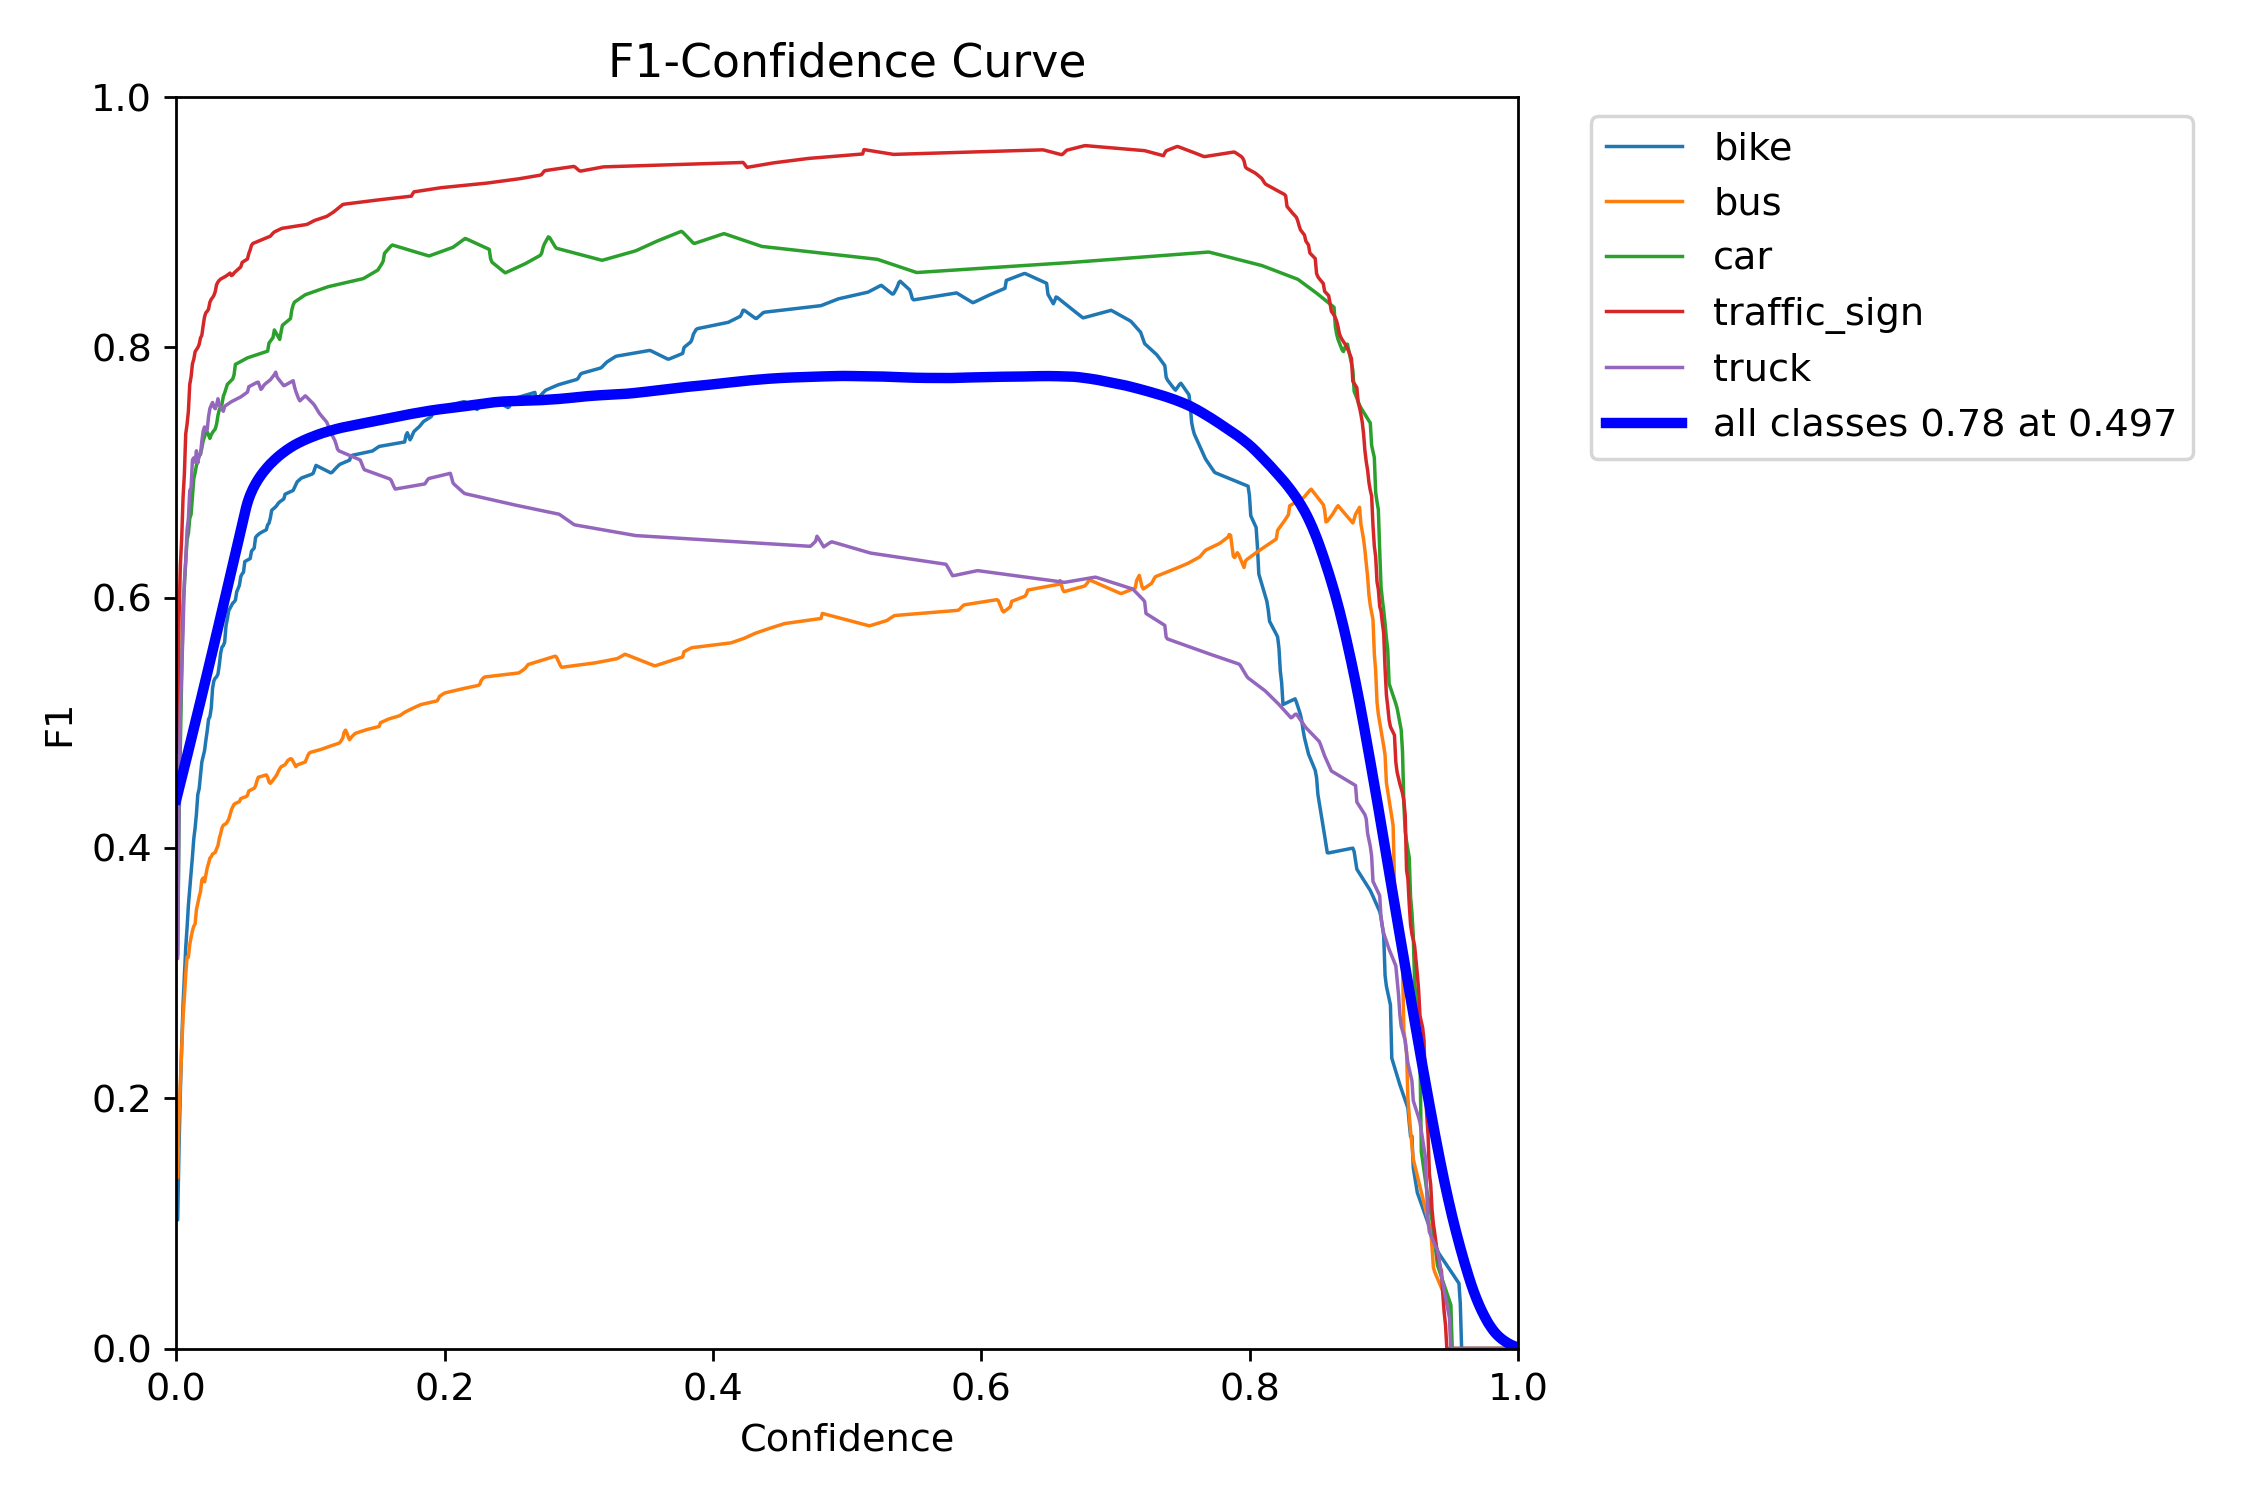 F1-Confidence Curve
1.0
0.8
0.6
0.4
0.2
0.0
F1
0.0 0.2 0.4 0.6 0.8 1.0
Confidence
bike
bus
car
traffic_sign
truck
all classes 0.78 at 0.497